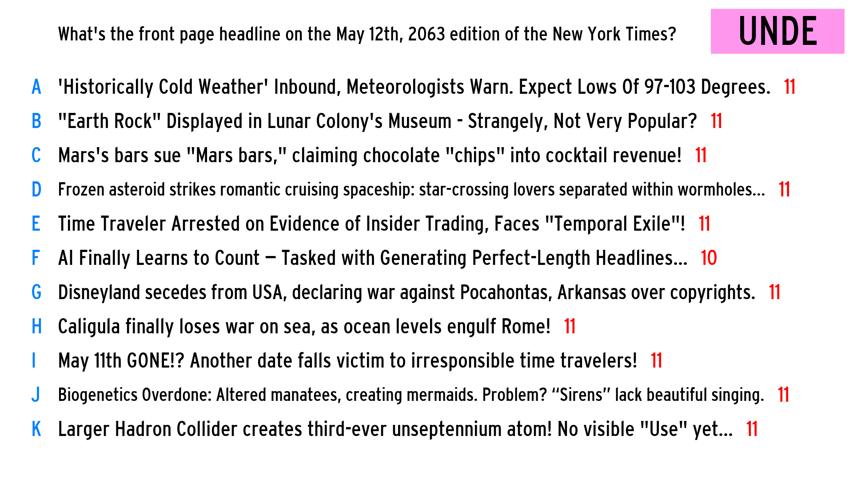 What's the front page headline on the May 12th, 2063 edition of the New York Times?
UNDE
A 'Historically Cold Weather' Inbound, Meteorologists Warn. Expect Lows Of 97-103 Degrees. 11
B "Earth Rock" Displayed in Lunar Colony's Museum - Strangely, Not Very Popular? 11
C Mars's bars sue "Mars bars," claiming chocolate "chips" into cocktail revenue! 11
D Frozen asteroid strikes romantic cruising spaceship: star-crossing lovers separated within wormholes... 11
E Time Traveler Arrested on Evidence of Insider Trading, Faces "Temporal Exile"! 11
F AI Finally Learns to Count – Tasked with Generating Perfect-Length Headlines... 10
G Disneyland secedes from USA, declaring war against Pocahontas, Arkansas over copyrights. 11
H Caligula finally loses war on sea, as ocean levels engulf Rome! 11
I May 11th GONE!? Another date falls victim to irresponsible time travelers! 11
J Biogenetics Overdone: Altered manatees, creating mermaids. Problem? “Sirens” lack beautiful singing. 11
K Larger Hadron Collider creates third-ever unseptennium atom! No visible "Use" yet... 11